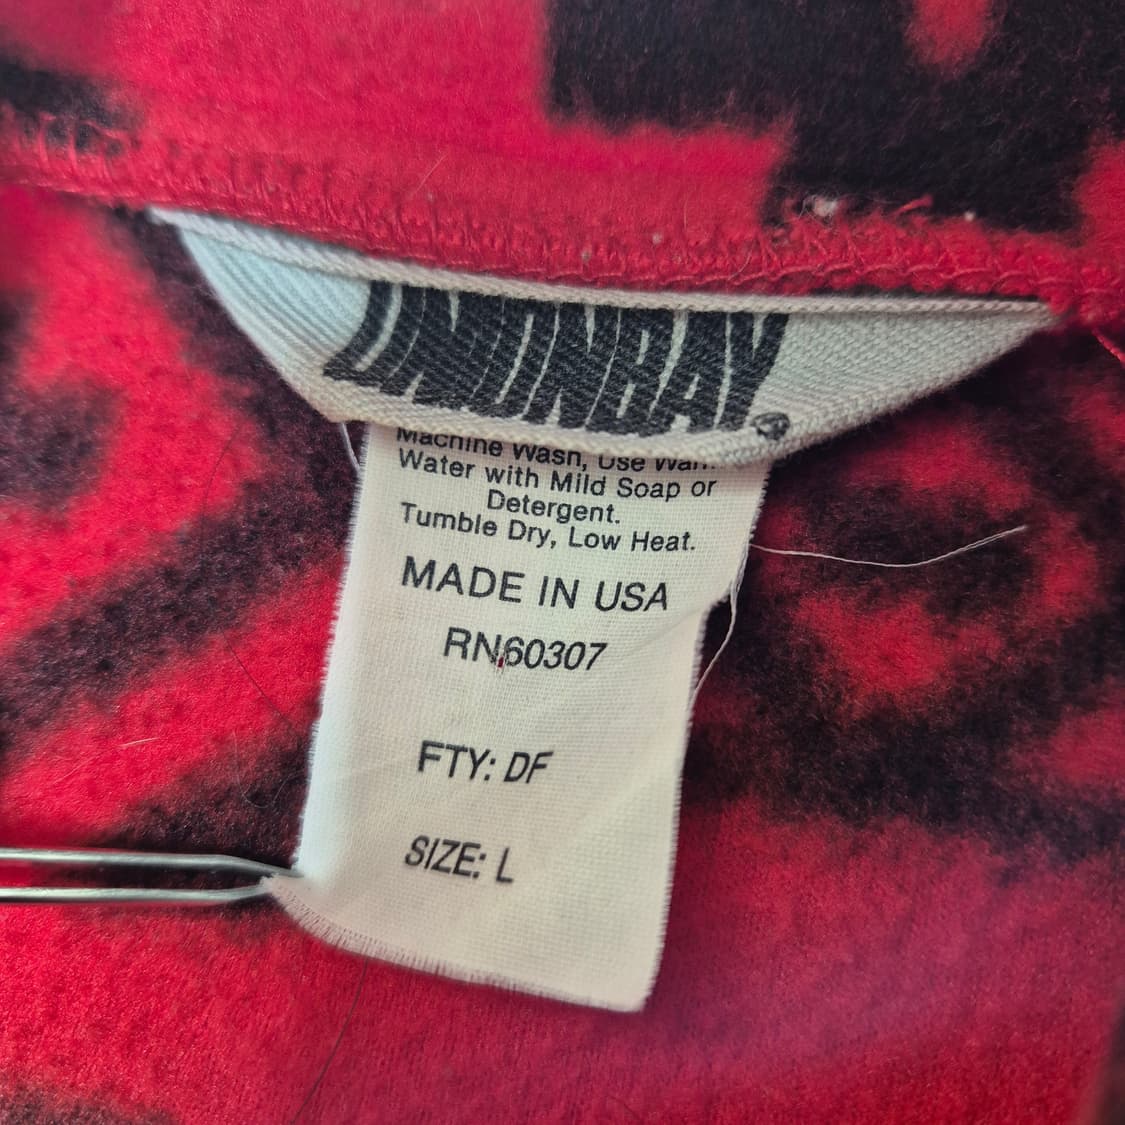 UNIONBAY®
Machine Wash, Use Warm
Water with Mild Soap or
Detergent.
Tumble Dry, Low Heat.
MADE IN USA
RN60307
FTY: DF
SIZE: L